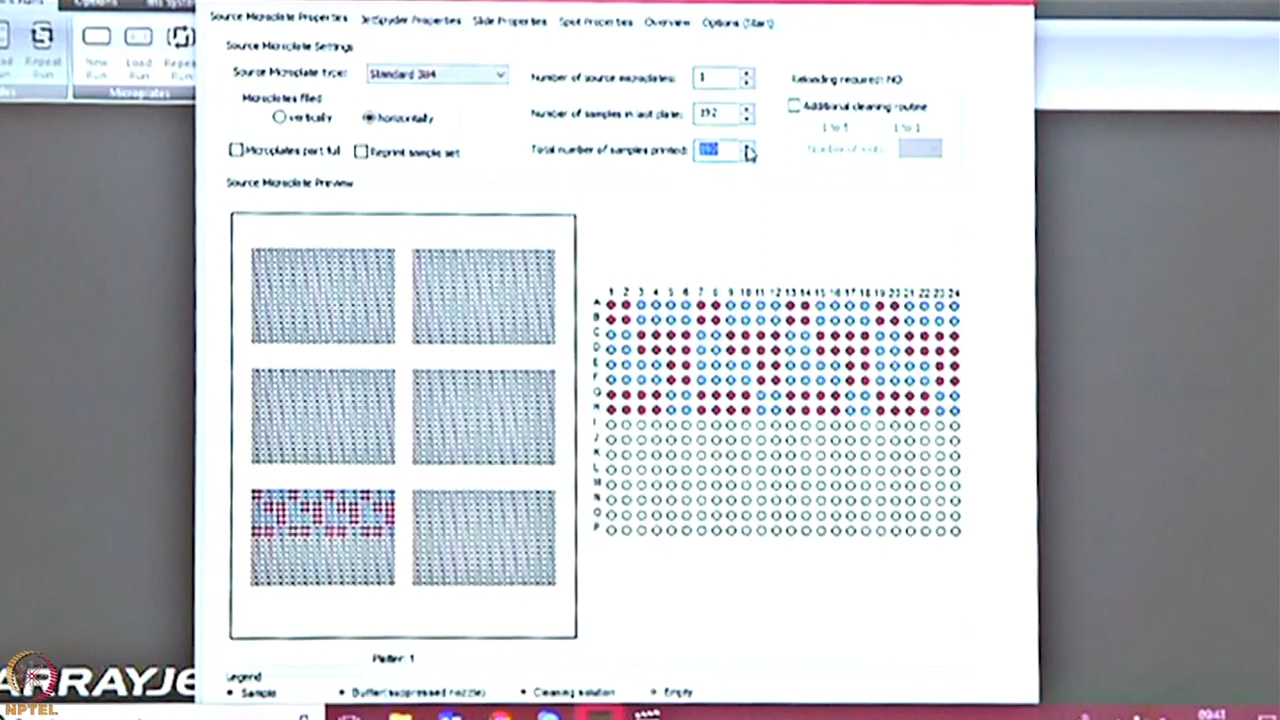 Source Microplate Properties JetSpyder Properties Slide Properties Spot Properties Overview Options (Start)
Options
Source Microplate Settings
Repeat Run New Run Load Run
Microplates
Source Microplate type: Standard 384
Number of source microplates: 1
Reloading required: NO
Microplates filled
vertically horizontally
Number of samples in last plate: 192
Additional cleaning routine
1 to 1
Microplates part full Reprint sample set
Total number of samples printed: 192
Source Microplate Preview
1 2 3 4 5 6 7 8 9 10 11 12 13 14 15 16 17 18 19 20 21 22 23 24
A
B
C
D
E
F
G
H
I
J
K
L
M
N
O
P
Platter: 1
Legend
Sample Buffer(suppressed nozzle) Cleaning solution Empty
ARRAYJE
NPTEL